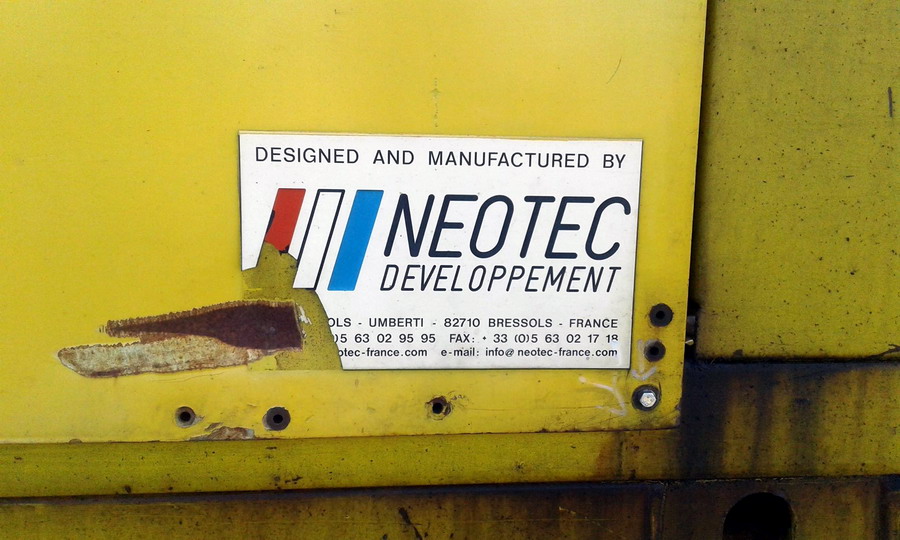 DESIGNED AND MANUFACTURED BY
NEOTEC
DEVELOPPEMENT
OLS - UMBERTI - 82710 BRESSOLS - FRANCE
05 63 02 95 95 FAX: + 33 (0)5 63 02 17 18
otec-france.com e-mail: info@neotec-france.com